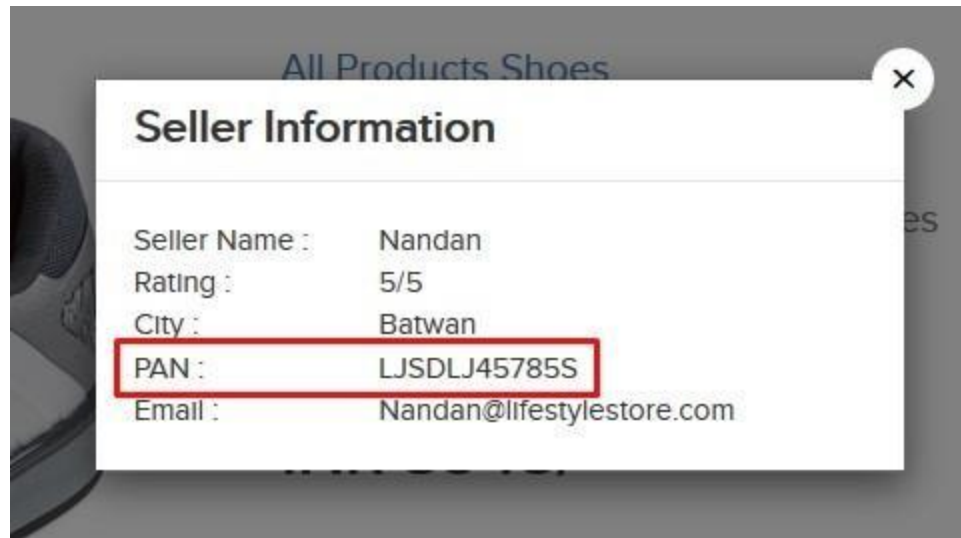 All Products Shoes
Seller Information
es
Seller Name : Nandan
Rating : 5/5
City : Batwan
PAN : LJSDLJ45785S
Email : Nandan@lifestylestore.com